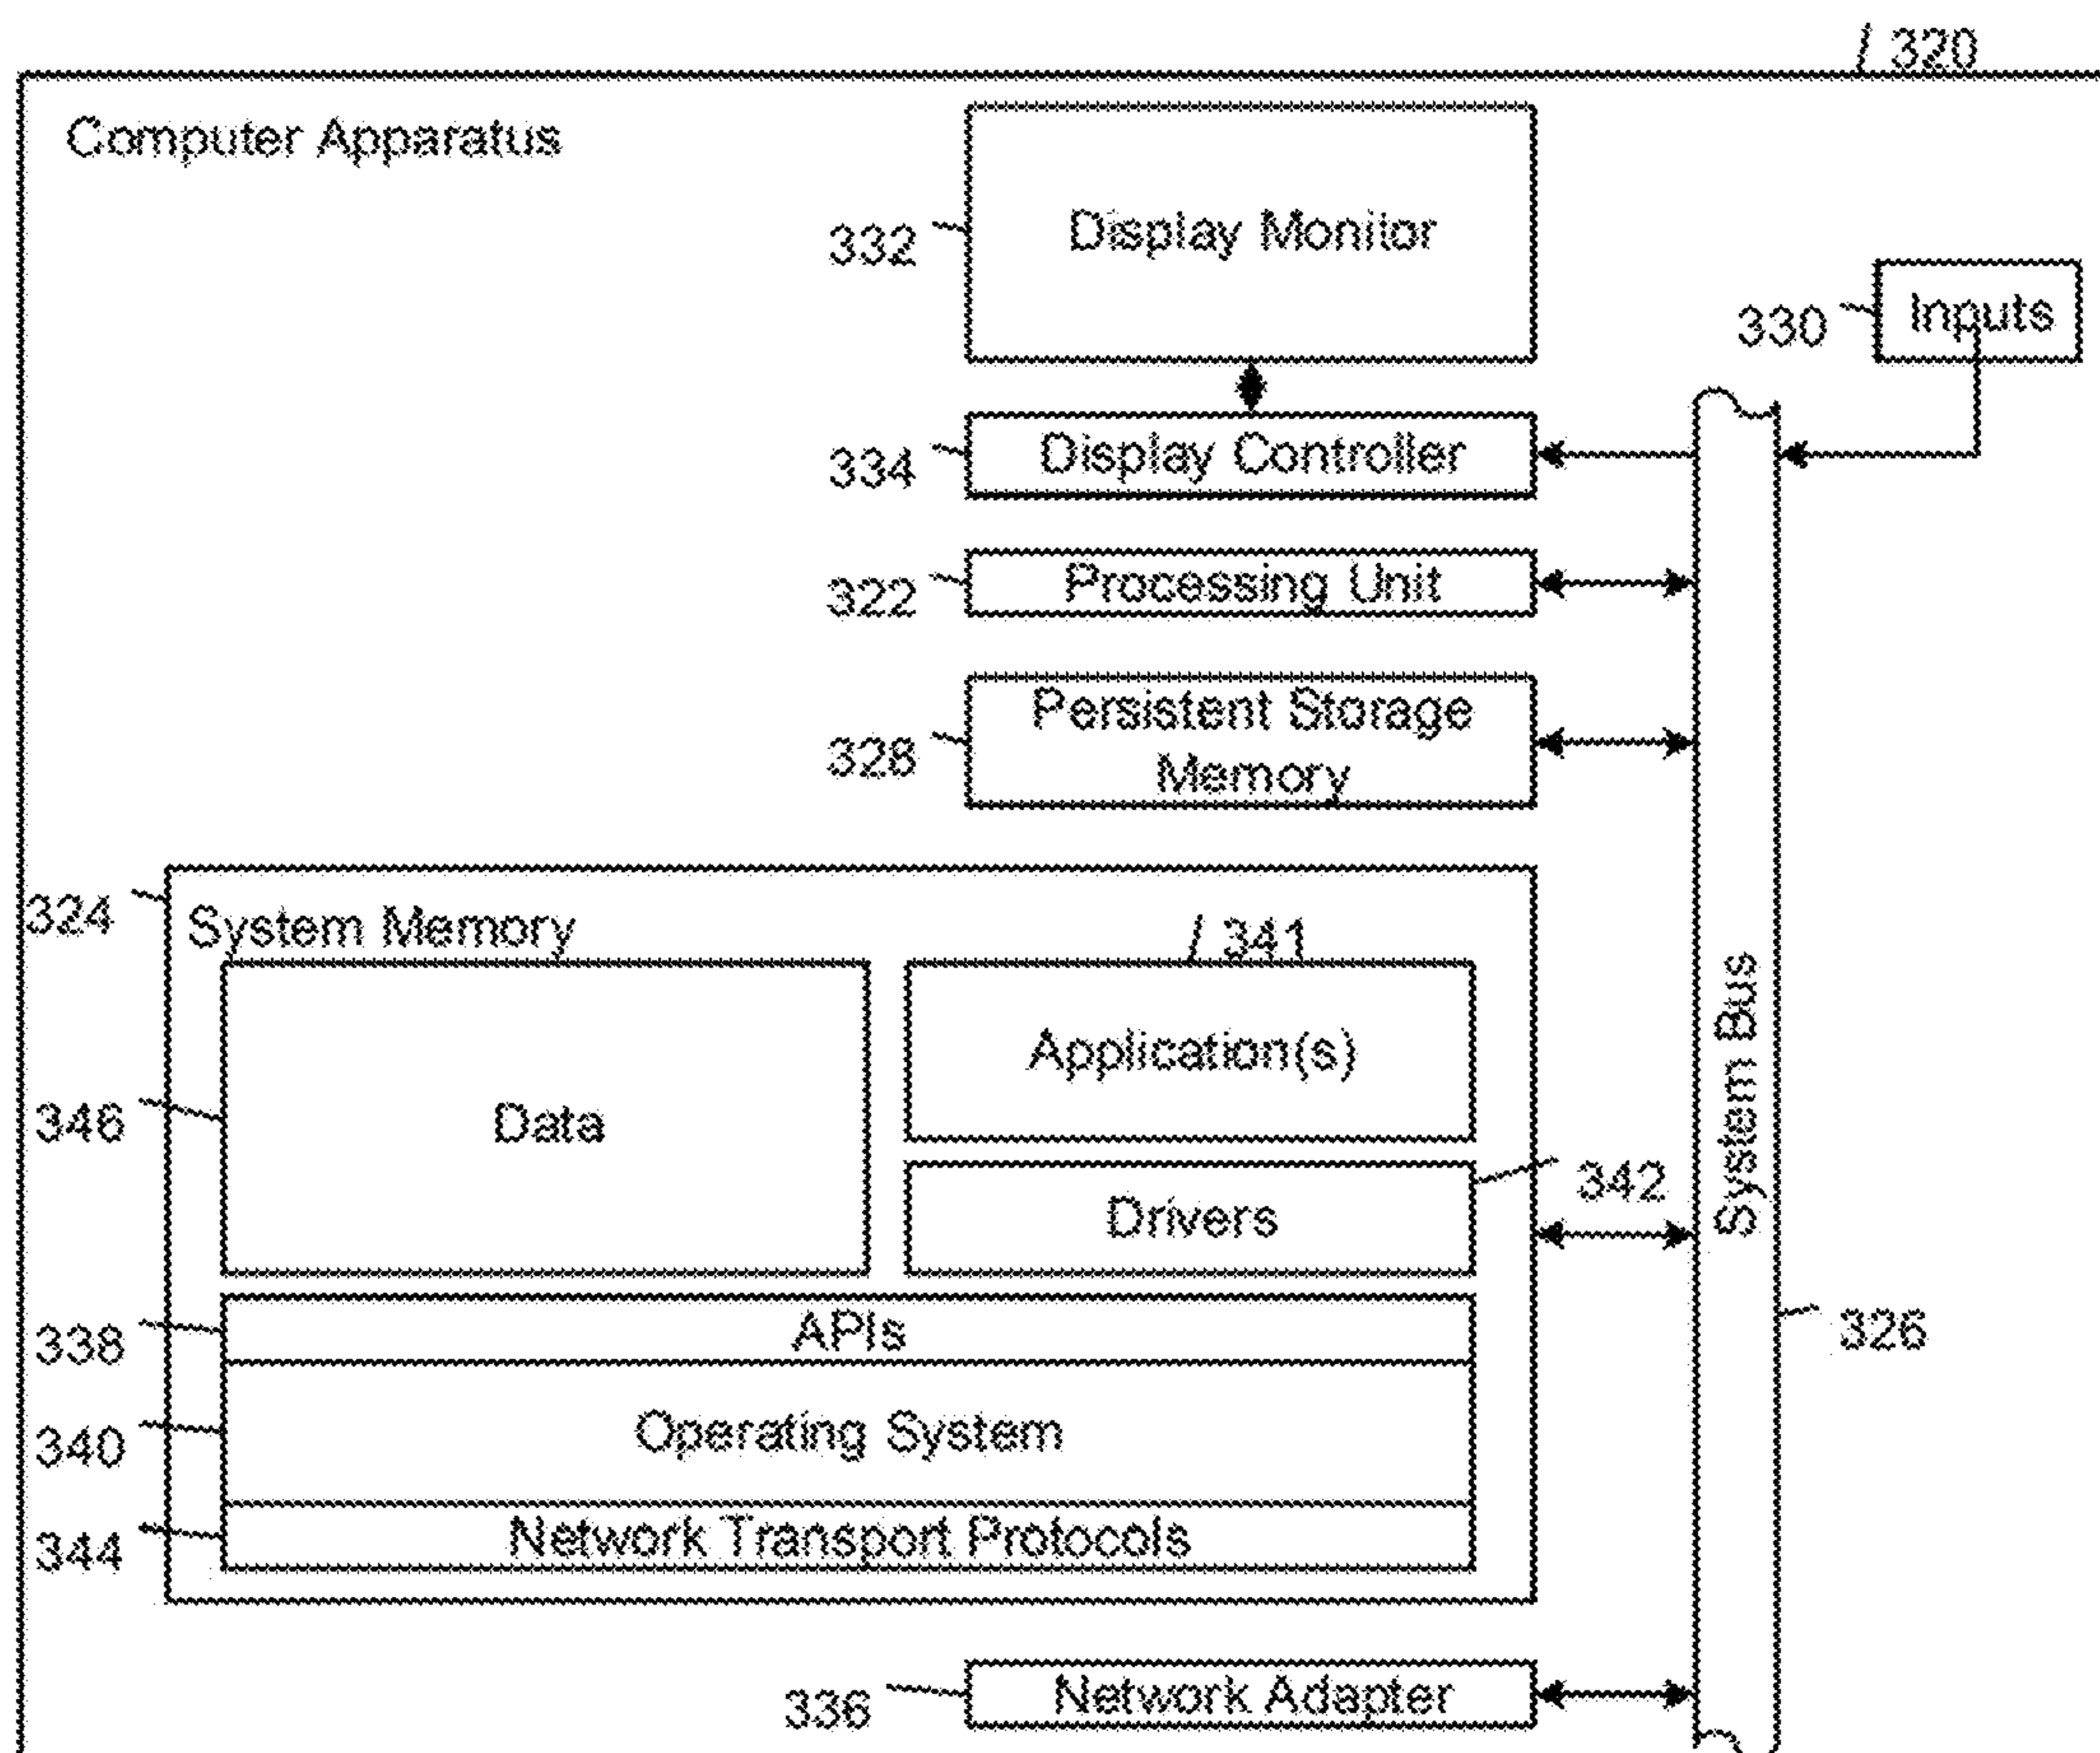 320
Computer Apparatus
332
Display Monitor
330
Inputs
334
Display Controller
322
Processing Unit
328
Persistent Storage
Memory
324
System Memory
341
Application(s)
346
Data
342
Drivers
System Bus
326
338
APIs
340
Operating System
344
Network Transport Protocols
336
Network Adapter